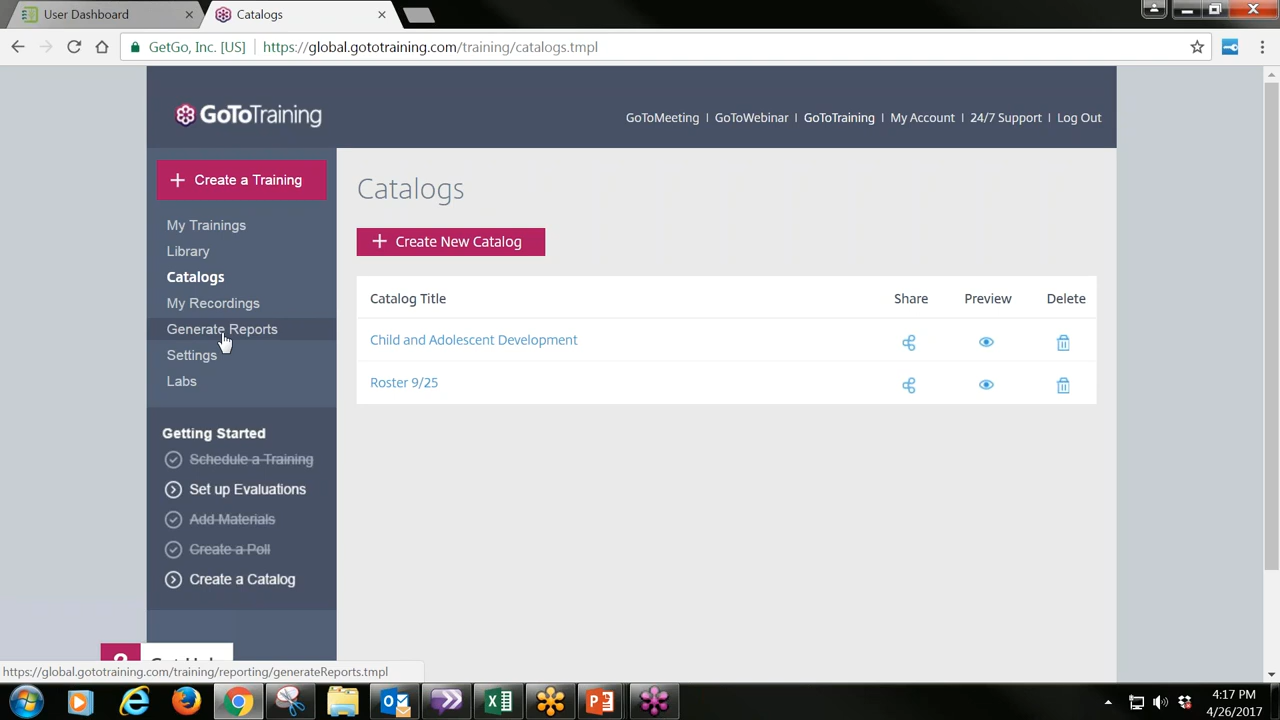 User Dashboard
Catalogs
GetGo, Inc. [US] https://global.gototraining.com/training/catalogs.tmpl
GoToTraining
GoToMeeting | GoToWebinar | GoToTraining | My Account | 24/7 Support | Log Out
Create a Training
My Trainings
Library
Catalogs
My Recordings
Generate Reports
Settings
Labs
Getting Started
Schedule a Training
Set up Evaluations
Add Materials
Create a Poll
Create a Catalog
Catalogs
Create New Catalog
Catalog Title Share Preview Delete
Child and Adolescent Development
Roster 9/25
https://global.gototraining.com/training/reporting/generateReports.tmpl
4:17 PM
4/26/2017